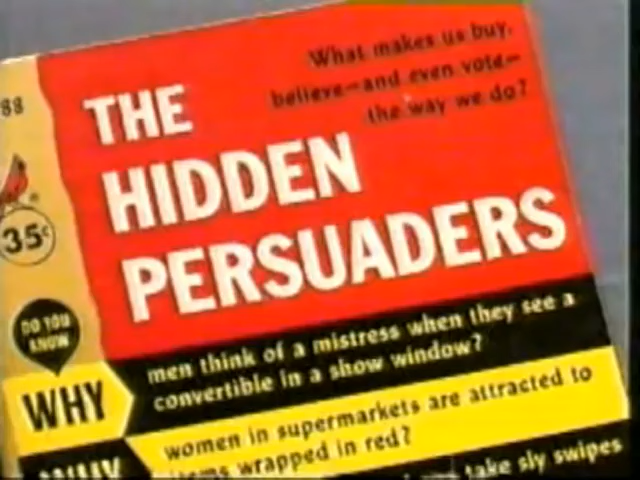 What makes us buy,
believe—and even vote—
the way we do?
88
THE
HIDDEN
PERSUADERS
35¢
DO YOU
KNOW
WHY
men think of a mistress when they see a
convertible in a show window?
WHY
women in supermarkets are attracted to
items wrapped in red?
take sly swipes